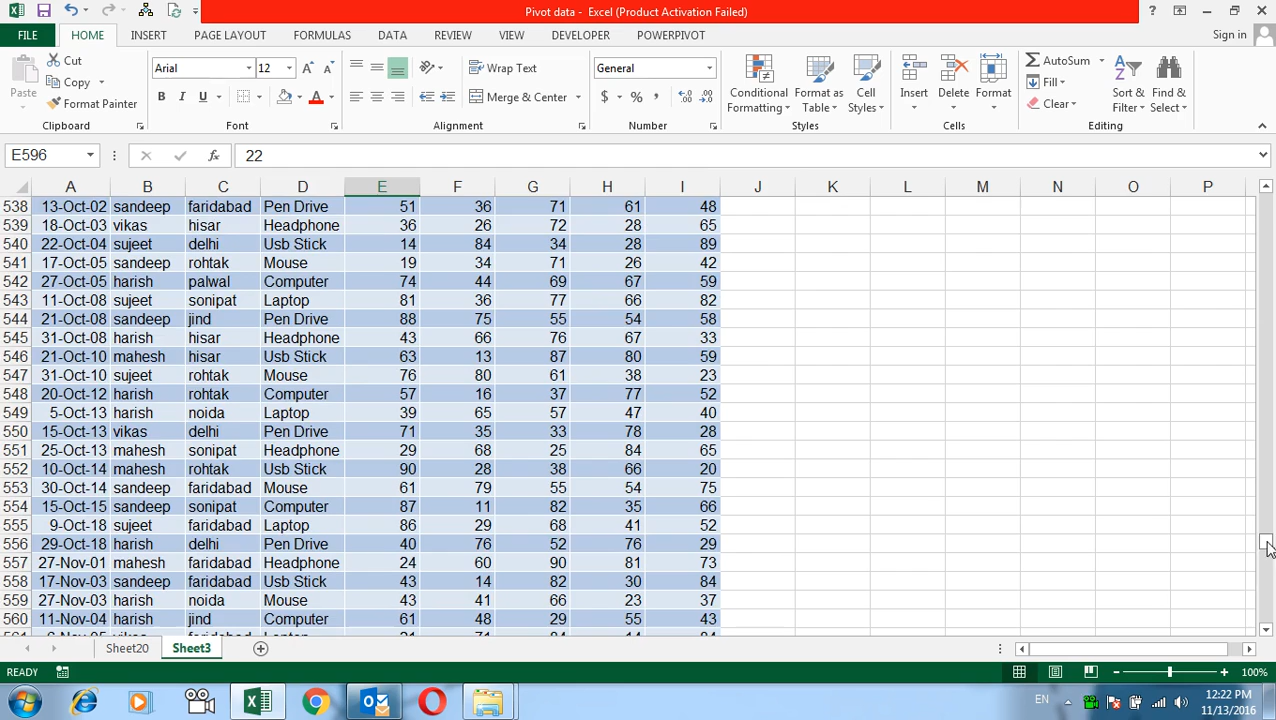 Pivot data - Excel (Product Activation Failed)
FILE HOME INSERT PAGE LAYOUT FORMULAS DATA REVIEW VIEW DEVELOPER POWERPIVOT Sign in
Paste Cut Copy Format Painter Clipboard
Arial 12 B I U A Font
Wrap Text Merge & Center Alignment
General $ % , Number
Conditional Formatting Format as Table Cell Styles Styles
Insert Delete Format Cells
AutoSum Fill Clear Sort & Filter Find & Select Editing
E596 fx 22
A B C D E F G H I J K L M N O P
538 13-Oct-02 sandeep faridabad Pen Drive 51 36 71 61 48
539 18-Oct-03 vikas hisar Headphone 36 26 72 28 65
540 22-Oct-04 sujeet delhi Usb Stick 14 84 34 28 89
541 17-Oct-05 sandeep rohtak Mouse 19 34 71 26 42
542 27-Oct-05 harish palwal Computer 74 44 69 67 59
543 11-Oct-08 sujeet sonipat Laptop 81 36 77 66 82
544 21-Oct-08 sandeep jind Pen Drive 88 75 55 54 58
545 31-Oct-08 harish hisar Headphone 43 66 76 67 33
546 21-Oct-10 mahesh hisar Usb Stick 63 13 87 80 59
547 31-Oct-10 sujeet rohtak Mouse 76 80 61 38 23
548 20-Oct-12 harish rohtak Computer 57 16 37 77 52
549 5-Oct-13 harish noida Laptop 39 65 57 47 40
550 15-Oct-13 vikas delhi Pen Drive 71 35 33 78 28
551 25-Oct-13 mahesh sonipat Headphone 29 68 25 84 65
552 10-Oct-14 mahesh rohtak Usb Stick 90 28 38 66 20
553 30-Oct-14 sandeep faridabad Mouse 61 79 55 54 75
554 15-Oct-15 sandeep sonipat Computer 87 11 82 35 66
555 9-Oct-18 sujeet faridabad Laptop 86 29 68 41 52
556 29-Oct-18 harish delhi Pen Drive 40 76 52 76 29
557 27-Nov-01 mahesh faridabad Headphone 24 60 90 81 73
558 17-Nov-03 sandeep faridabad Usb Stick 43 14 82 30 84
559 27-Nov-03 harish noida Mouse 43 41 66 23 37
560 11-Nov-04 harish jind Computer 61 48 29 55 43
Sheet20 Sheet3
READY 100%
EN 12:22 PM
11/13/2016